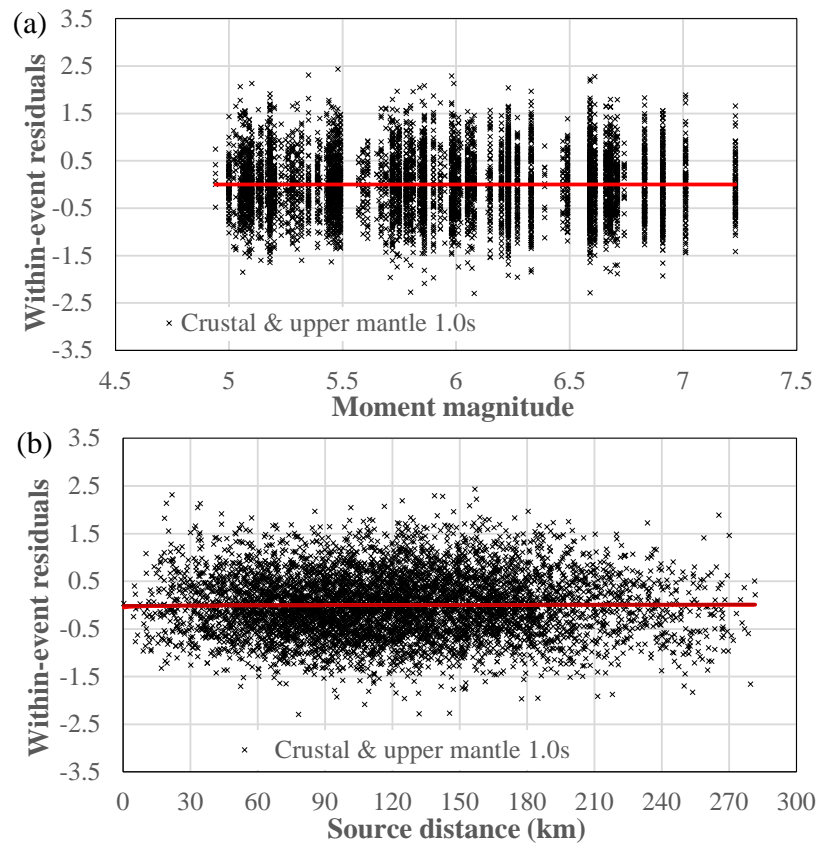 (a)
3.5
2.5
1.5
0.5
-0.5
-1.5
-2.5
-3.5
Within-event residuals
Crustal & upper mantle 1.0s
4.5 5 5.5 6 6.5 7 7.5
Moment magnitude
(b)
3.5
2.5
1.5
0.5
-0.5
-1.5
-2.5
-3.5
Within-event residuals
Crustal & upper mantle 1.0s
0 30 60 90 120 150 180 210 240 270 300
Source distance (km)